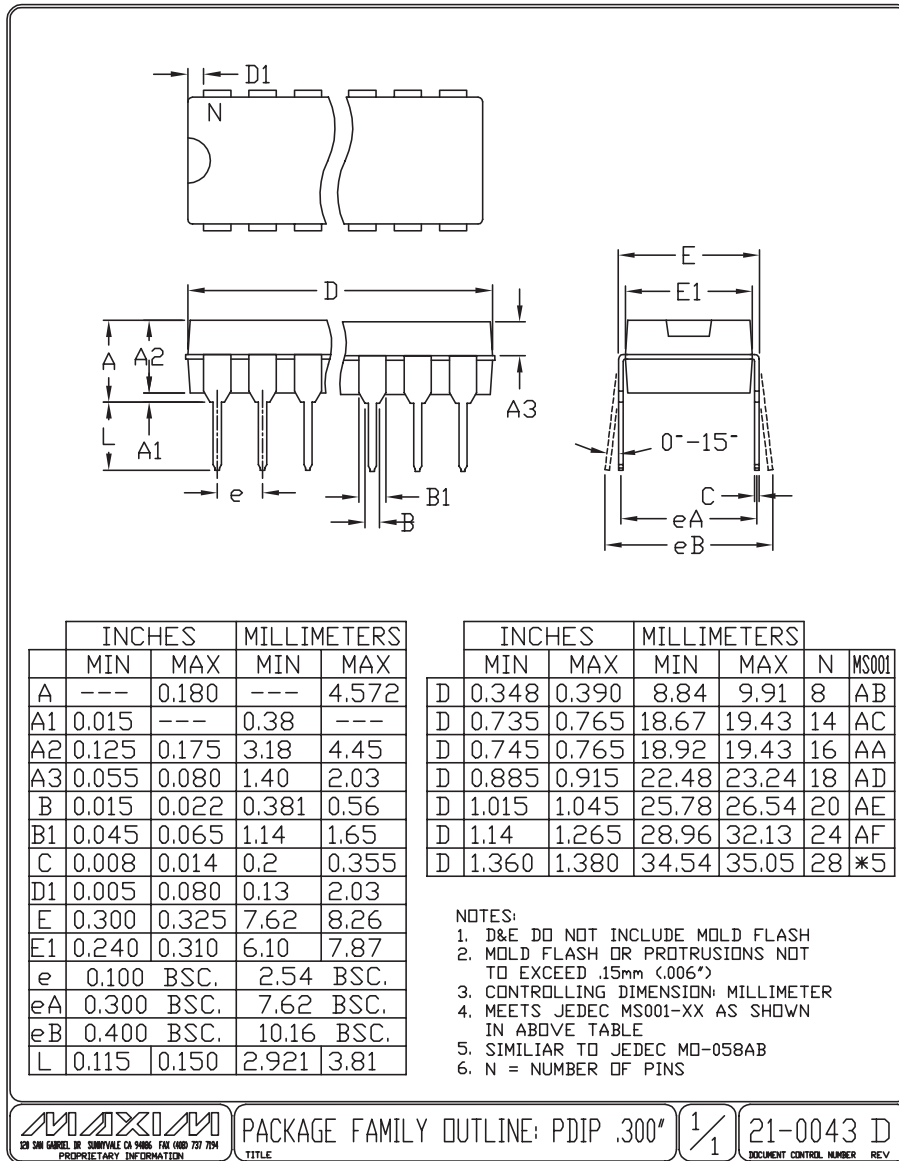 D1
N
D
E
E1
A
A2
A3
L
A1
0°-15°
e
B1
B
C
eA
eB
INCHES MILLIMETERS
MIN MAX MIN MAX
A --- 0.180 --- 4.572
A1 0.015 --- 0.38 ---
A2 0.125 0.175 3.18 4.45
A3 0.055 0.080 1.40 2.03
B 0.015 0.022 0.381 0.56
B1 0.045 0.065 1.14 1.65
C 0.008 0.014 0.2 0.355
D1 0.005 0.080 0.13 2.03
E 0.300 0.325 7.62 8.26
E1 0.240 0.310 6.10 7.87
e 0.100 BSC. 2.54 BSC.
eA 0.300 BSC. 7.62 BSC.
eB 0.400 BSC. 10.16 BSC.
L 0.115 0.150 2.921 3.81
INCHES MILLIMETERS
MIN MAX MIN MAX N MS001
D 0.348 0.390 8.84 9.91 8 AB
D 0.735 0.765 18.67 19.43 14 AC
D 0.745 0.765 18.92 19.43 16 AA
D 0.885 0.915 22.48 23.24 18 AD
D 1.015 1.045 25.78 26.54 20 AE
D 1.14 1.265 28.96 32.13 24 AF
D 1.360 1.380 34.54 35.05 28 *5
NOTES:
1. D&E DO NOT INCLUDE MOLD FLASH
2. MOLD FLASH OR PROTRUSIONS NOT
TO EXCEED .15mm (.006")
3. CONTROLLING DIMENSION: MILLIMETER
4. MEETS JEDEC MS001-XX AS SHOWN
IN ABOVE TABLE
5. SIMILIAR TO JEDEC MO-058AB
6. N = NUMBER OF PINS
MAXIM
120 SAN GABRIEL DR SUNNYVALE CA 94086 FAX (408) 737 7194
PROPRIETARY INFORMATION
PACKAGE FAMILY OUTLINE: PDIP .300"
TITLE
1/1
21-0043 D
DOCUMENT CONTROL NUMBER REV